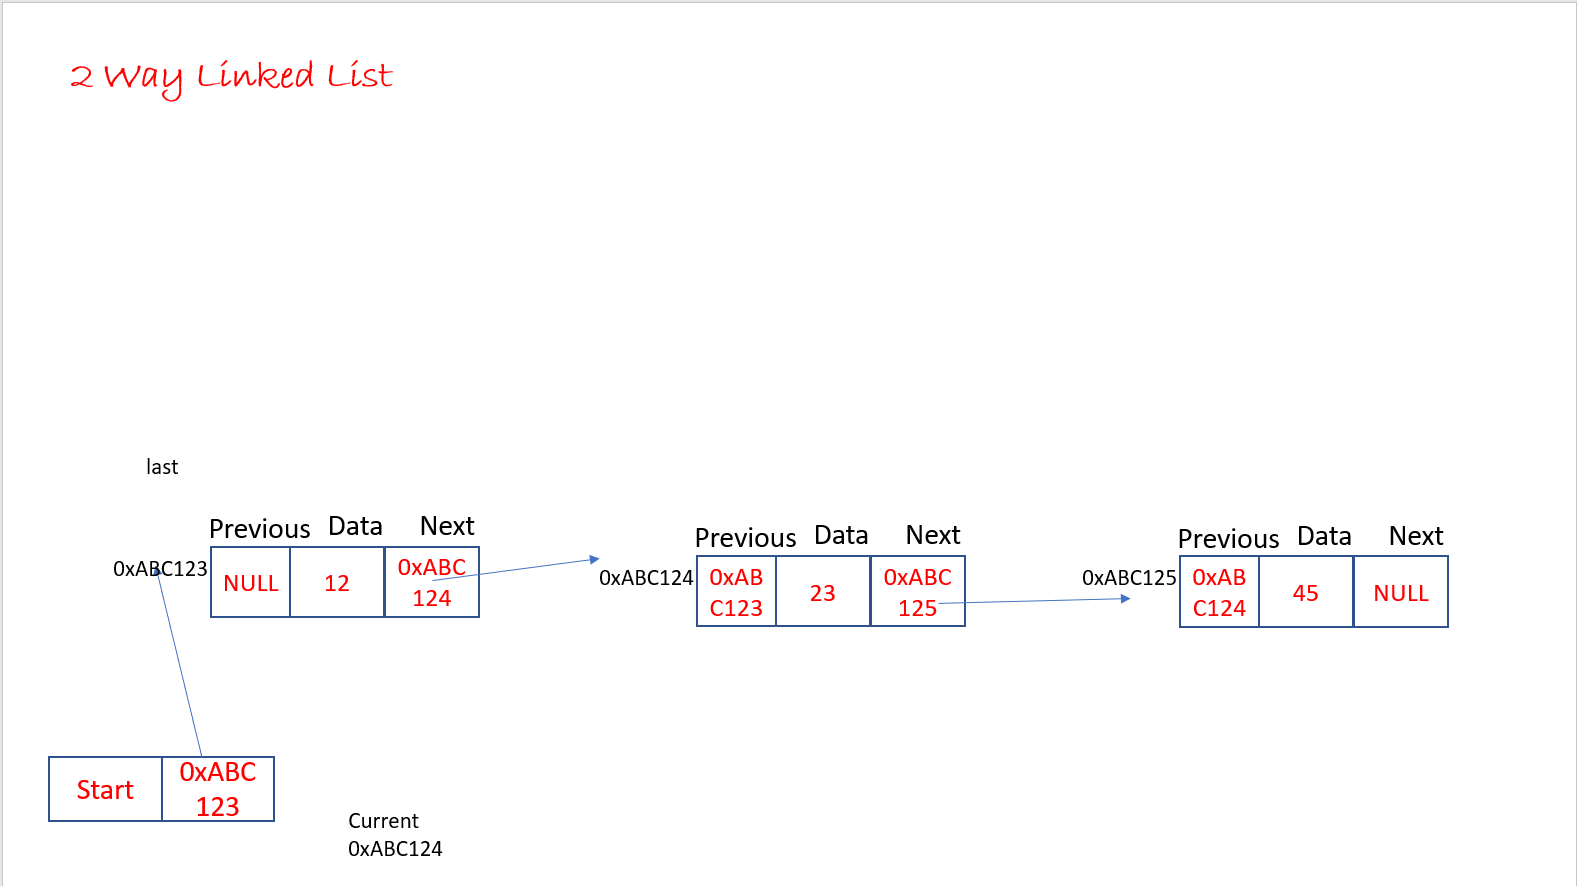 2 Way Linked List
last
Previous Data Next
0xABC123
NULL
12
0xABC
124
Previous Data Next
0xABC124
0xAB
C123
23
0xABC
125
Previous Data Next
0xABC125
0xAB
C124
45
NULL
Start
0xABC
123
Current
0xABC124